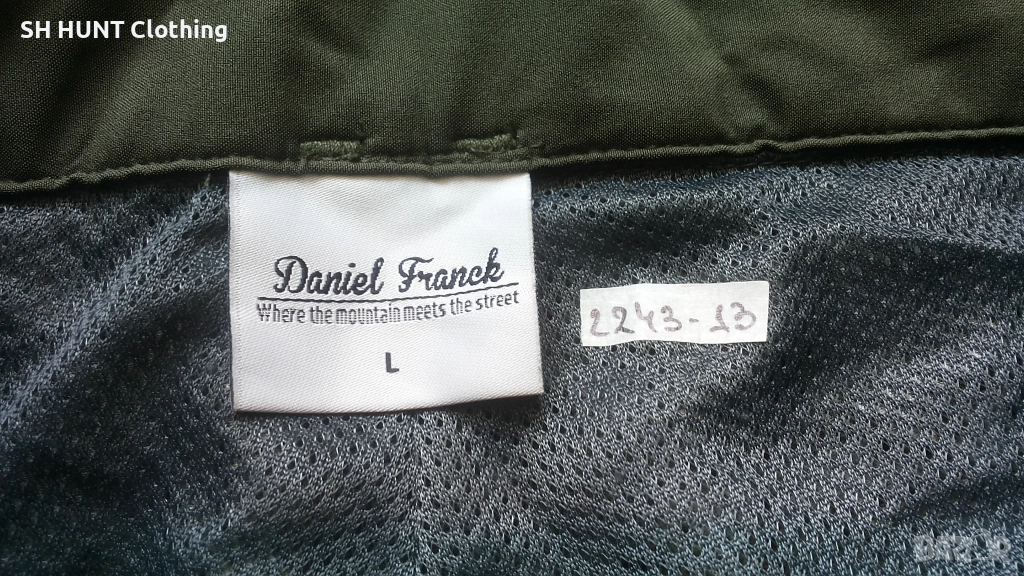 SH HUNT Clothing
Daniel Franck
Where the mountain meets the street
L
2243-13